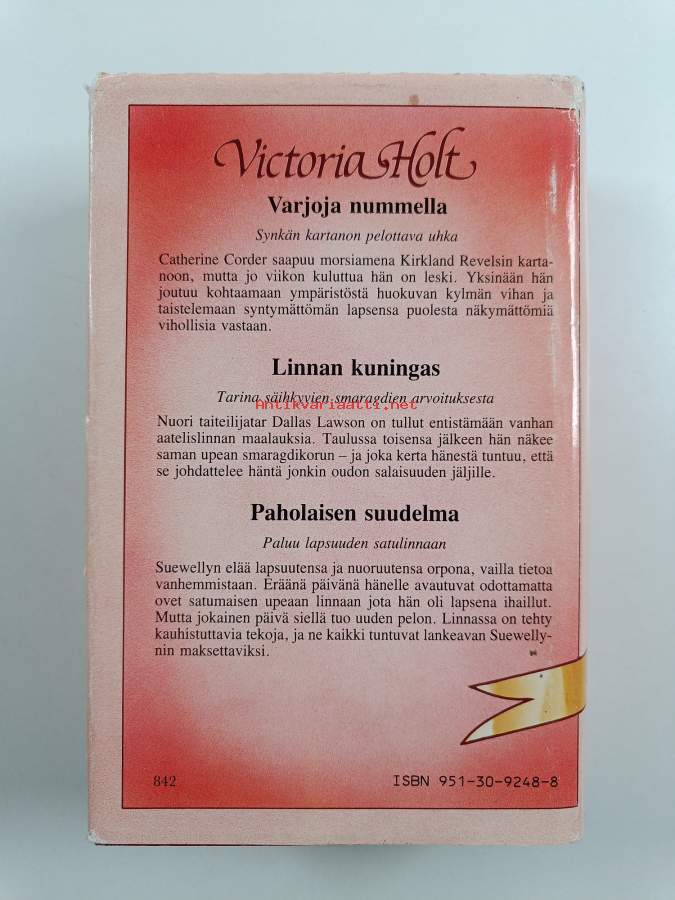 Victoria Holt
Varjoja nummella
Synkän kartanon pelottava uhka
Catherine Corder saapuu morsiamena Kirkland Revelsin karta-
noon, mutta jo viikon kuluttua hän on leski. Yksinään hän
joutuu kohtaamaan ympäristöstä huokuvan kylmän vihan ja
taistelemaan syntymättömän lapsensa puolesta näkymättömiä
vihollisia vastaan.
Linnan kuningas
Tarina säihkyvien smaragdien arvoituksesta
Antikvariaatti.net
Nuori taiteilijatar Dallas Lawson on tullut entistämään vanhan
aatelislinnan maalauksia. Taulussa toisensa jälkeen hän näkee
saman upean smaragdikorun – ja joka kerta hänestä tuntuu, että
se johdattelee häntä jonkin oudon salaisuuden jäljille.
Paholaisen suudelma
Paluu lapsuuden satulinnaan
Suewellyn elää lapsuutensa ja nuoruutensa orpona, vailla tietoa
vanhemmistaan. Eräänä päivänä hänelle avautuvat odottamatta
ovet satumaisen upeaan linnaan jota hän oli lapsena ihaillut.
Mutta jokainen päivä siellä tuo uuden pelon. Linnassa on tehty
kauhistuttavia tekoja, ja ne kaikki tuntuvat lankeavan Suewelly-
nin maksettaviksi.
842
ISBN 951-30-9248-8